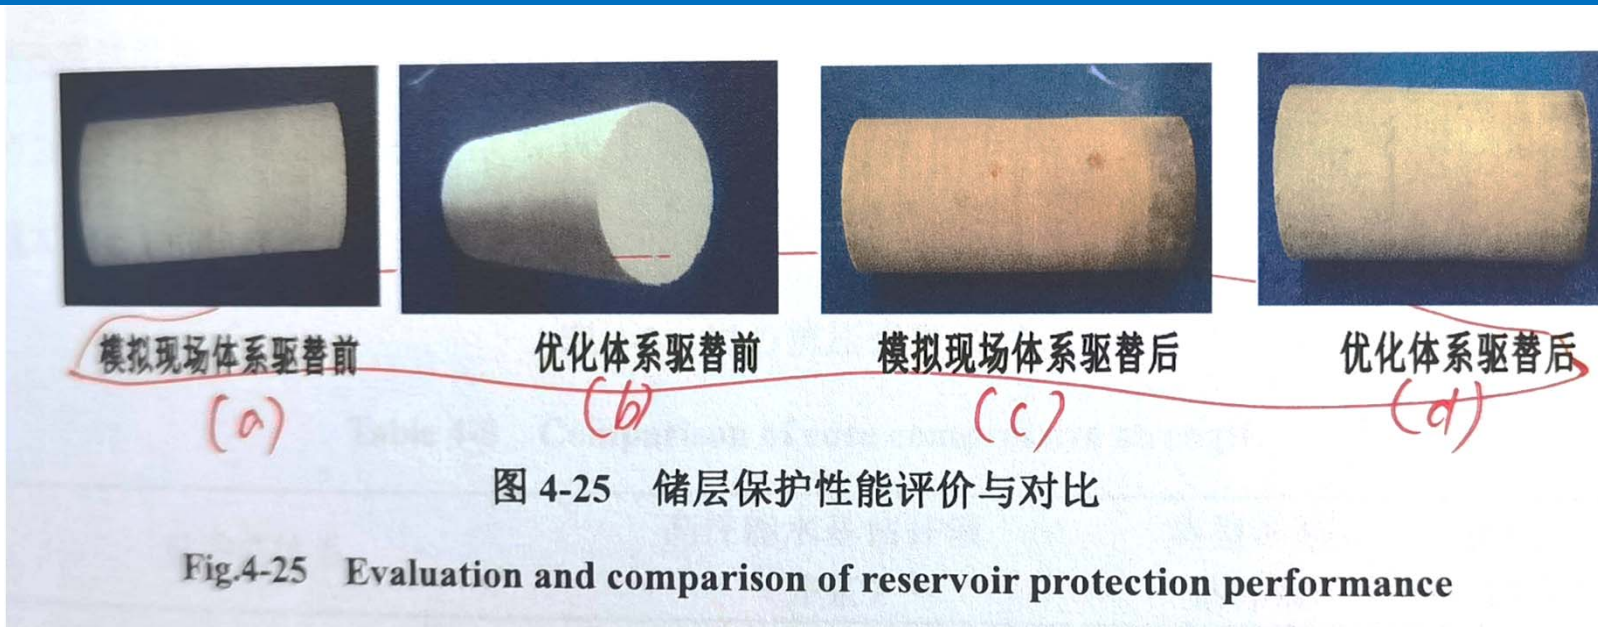 模拟现场体系驱替前 优化体系驱替前 模拟现场体系驱替后 优化体系驱替后
(a) (b) (c) (d)
图 4-25 储层保护性能评价与对比
Fig.4-25 Evaluation and comparison of reservoir protection performance